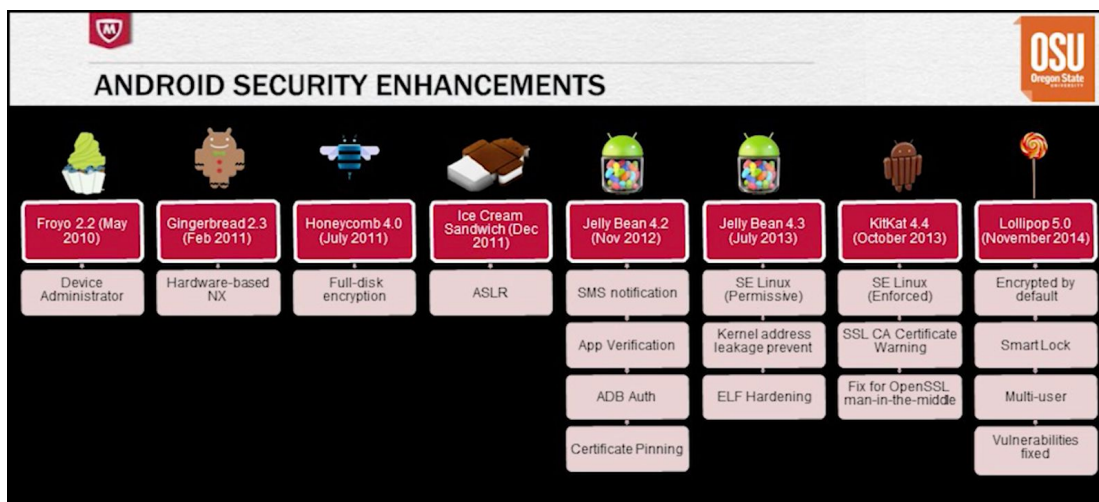 OSU
Oregon State
UNIVERSITY
ANDROID SECURITY ENHANCEMENTS
Froyo 2.2 (May
2010)
Device
Administrator
Gingerbread 2.3
(Feb 2011)
Hardware-based
NX
Honeycomb 4.0
(July 2011)
Full-disk
encryption
Ice Cream
Sandwich (Dec
2011)
ASLR
Jelly Bean 4.2
(Nov 2012)
SMS notification
App Verification
ADB Auth
Certificate Pinning
Jelly Bean 4.3
(July 2013)
SE Linux
(Permissive)
Kernel address
leakage prevent
ELF Hardening
KitKat 4.4
(October 2013)
SE Linux
(Enforced)
SSL CA Certificate
Warning
Fix for OpenSSL
man-in-the-middle
Lollipop 5.0
(November 2014)
Encrypted by
default
Smart Lock
Multi-user
Vulnerabilities
fixed